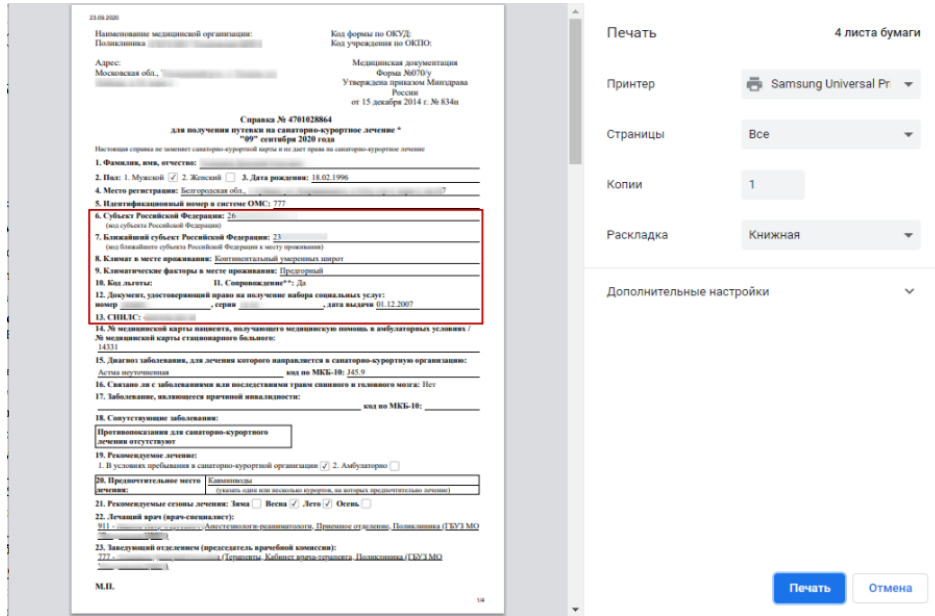 23.09.2020
Наименование медицинской организации:
Поликлиника
Код формы по ОКУД:
Код учреждения по ОКПО:
Адрес:
Московская обл.,
Медицинская документация
Форма №070/у
Утверждена приказом Минздрава
России
от 15 декабря 2014 г. № 834н
Справка № 4701028864
для получения путевки на санаторно-курортное лечение *
"09" сентября 2020 года
Настоящая справка не заменяет санаторно-курортной карты и не дает права на санаторно-курортное лечение
1. Фамилия, имя, отчество:
2. Пол: 1. Мужской ✓ 2. Женский 3. Дата рождения: 18.02.1996
4. Место регистрации: Белгородская обл., 7
5. Идентификационный номер в системе ОМС: 777
6. Субъект Российской Федерации: 26
(код субъекта Российской Федерации)
7. Ближайший субъект Российской Федерации: 23
(код ближайшего субъекта Российской Федерации к месту проживания)
8. Климат в месте проживания: Континентальный умеренных широт
9. Климатические факторы в месте проживания: Предгорный
10. Код льготы: 11. Сопровождение**: Да
12. Документ, удостоверяющий право на получение набора социальных услуг:
номер , серия , дата выдачи 01.12.2007
13. СНИЛС:
14. № медицинской карты пациента, получающего медицинскую помощь в амбулаторных условиях /
№ медицинской карты стационарного больного:
14331
15. Диагноз заболевания, для лечения которого направляется в санаторно-курортную организацию:
Астма неуточненная код по МКБ-10: J45.9
16. Связано ли с заболеваниями или последствиями травм спинного и головного мозга: Нет
17. Заболевание, являющееся причиной инвалидности:
код по МКБ-10:
18. Сопутствующие заболевания:
Противопоказания для санаторно-курортного
лечения отсутствуют
19. Рекомендуемое лечение:
1. В условиях пребывания в санаторно-курортной организации ✓ 2. Амбулаторно
20. Предпочтительное место лечения: Кавминводы
(указать один или несколько курортов, на которых предпочтительно лечение)
21. Рекомендуемые сезоны лечения: Зима Весна ✓ Лето ✓ Осень
22. Лечащий врач (врач-специалист):
911 - Анестезиологи-реаниматологи, Приемное отделение, Поликлиника (ГБУЗ МО
23. Заведующий отделением (председатель врачебной комиссии):
777 - (Терапевты, Кабинет врача-терапевта, Поликлиника (ГБУЗ МО
М.П.
1/4
Печать 4 листа бумаги
Принтер Samsung Universal Pri
Страницы Все
Копии 1
Раскладка Книжная
Дополнительные настройки
Печать Отмена